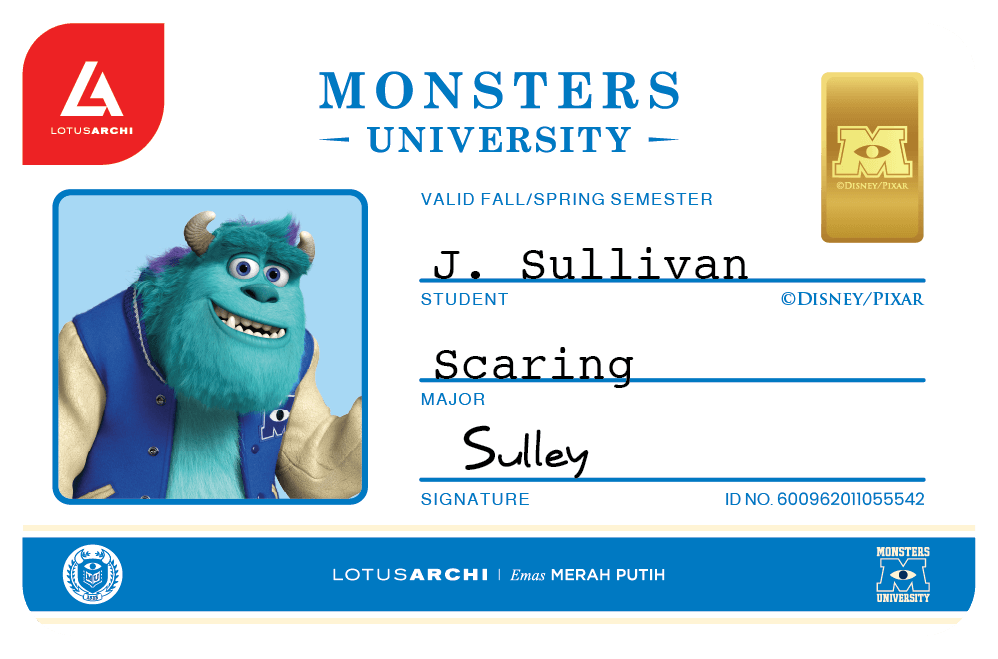 LOTUSARCHI
MONSTERS
UNIVERSITY
M
©DISNEY/PIXAR
VALID FALL/SPRING SEMESTER
J. Sullivan
STUDENT
©DISNEY/PIXAR
Scaring
MAJOR
Sulley
SIGNATURE
ID NO. 600962011055542
M
MU
LOTUSARCHI | Emas MERAH PUTIH
MONSTERS
M
UNIVERSITY